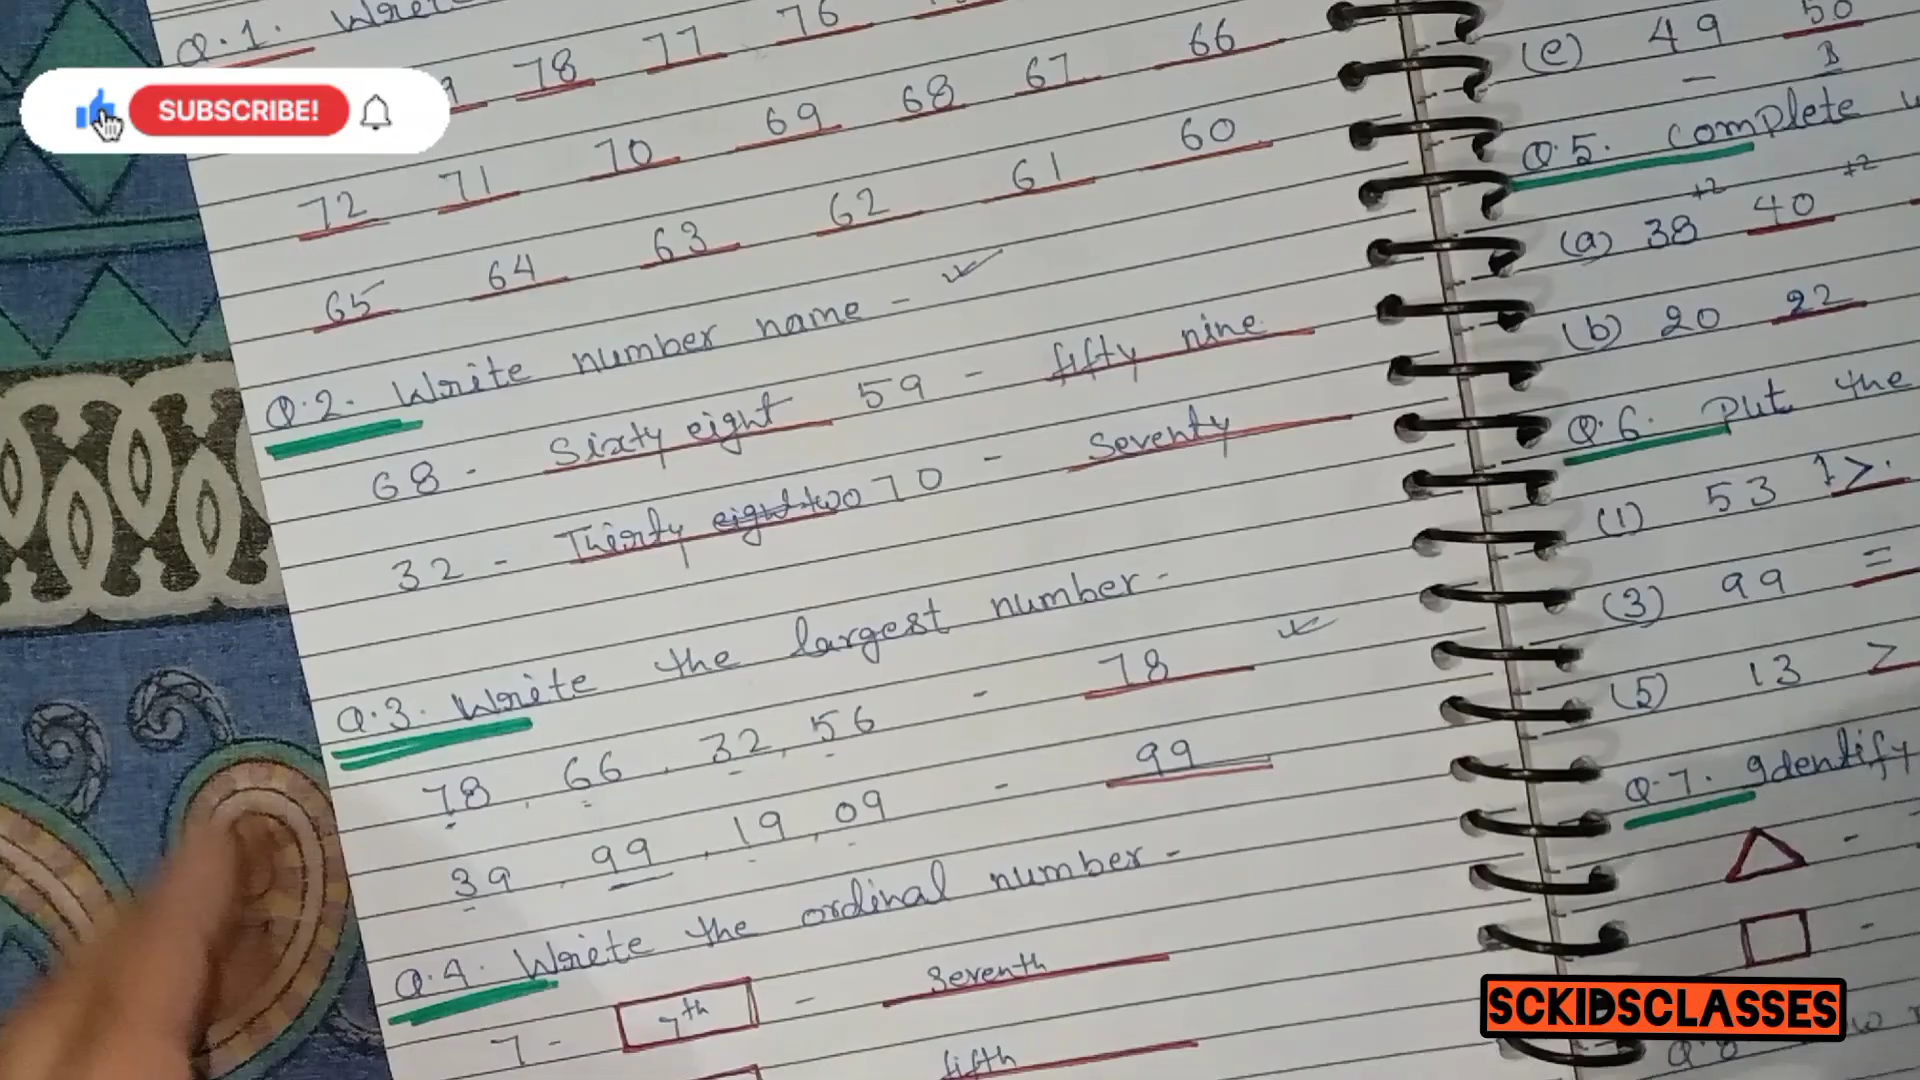 Q.1. Write
78 77 76
SUBSCRIBE!
72 71 70 69 68 67 66
65 64 63 62 61 60
Q.2. Write number name -
68 - Sixty eight 59 - fifty nine
32 - Thirty eight two 70 - Seventy
Q.3. Write the largest number -
78, 66, 32, 56 - 78
39, 99, 19, 09 - 99
Q.4. Write the ordinal number -
7 - 7th - Seventh
fifth
(e) 49 50
B
Q.5. Complete
+2 +2
(a) 38 40
(b) 20 22
Q.6. Put the
(1) 53 >
(3) 99 =
(5) 13 >
Q.7. Identify
SCKIDSCLASSES
Q.8